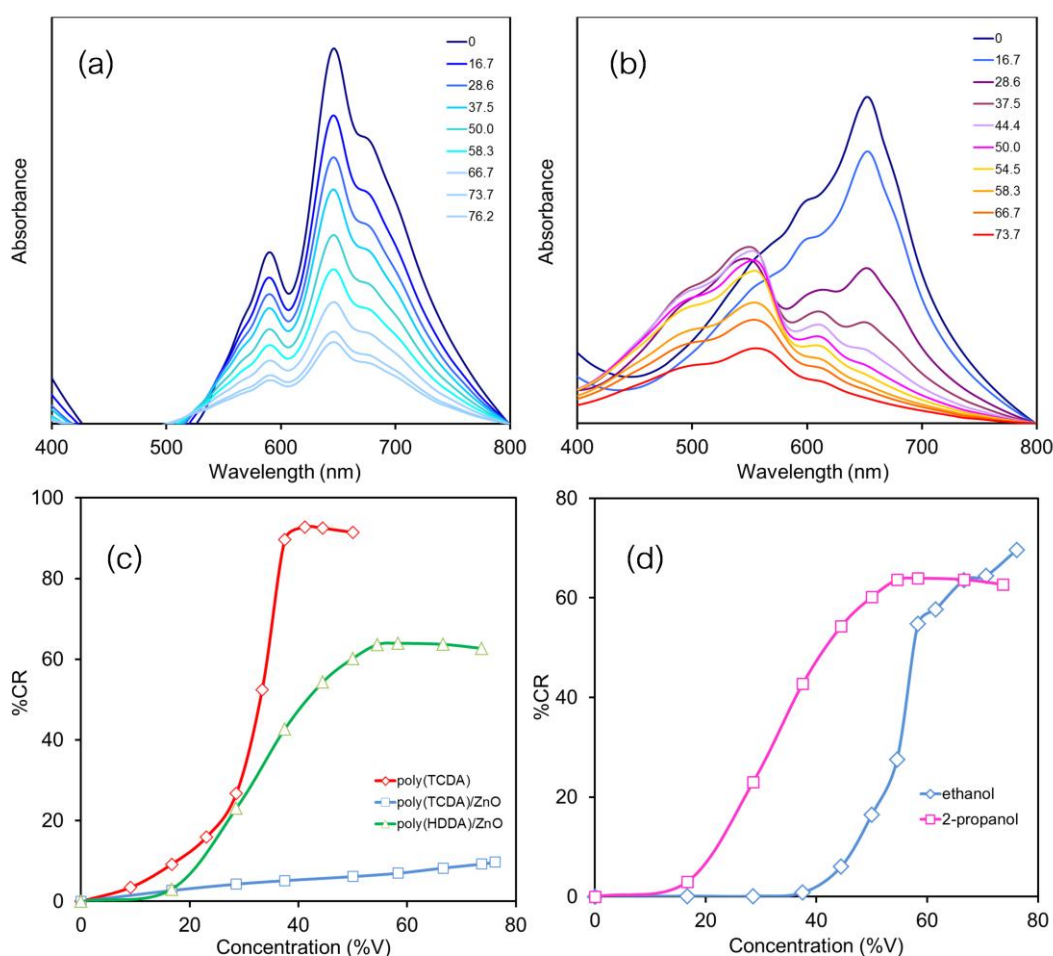 (a)
0
16.7
28.6
37.5
50.0
58.3
66.7
73.7
76.2
Absorbance
400
500
600
700
800
Wavelength (nm)
(b)
0
16.7
28.6
37.5
44.4
50.0
54.5
58.3
66.7
73.7
Absorbance
400
500
600
700
800
Wavelength (nm)
(c)
100
80
60
40
20
0
%CR
poly(TCDA)
poly(TCDA)/ZnO
poly(HDDA)/ZnO
0
20
40
60
80
Concentration (%V)
(d)
80
60
40
20
0
%CR
ethanol
2-propanol
0
20
40
60
80
Concentration (%V)